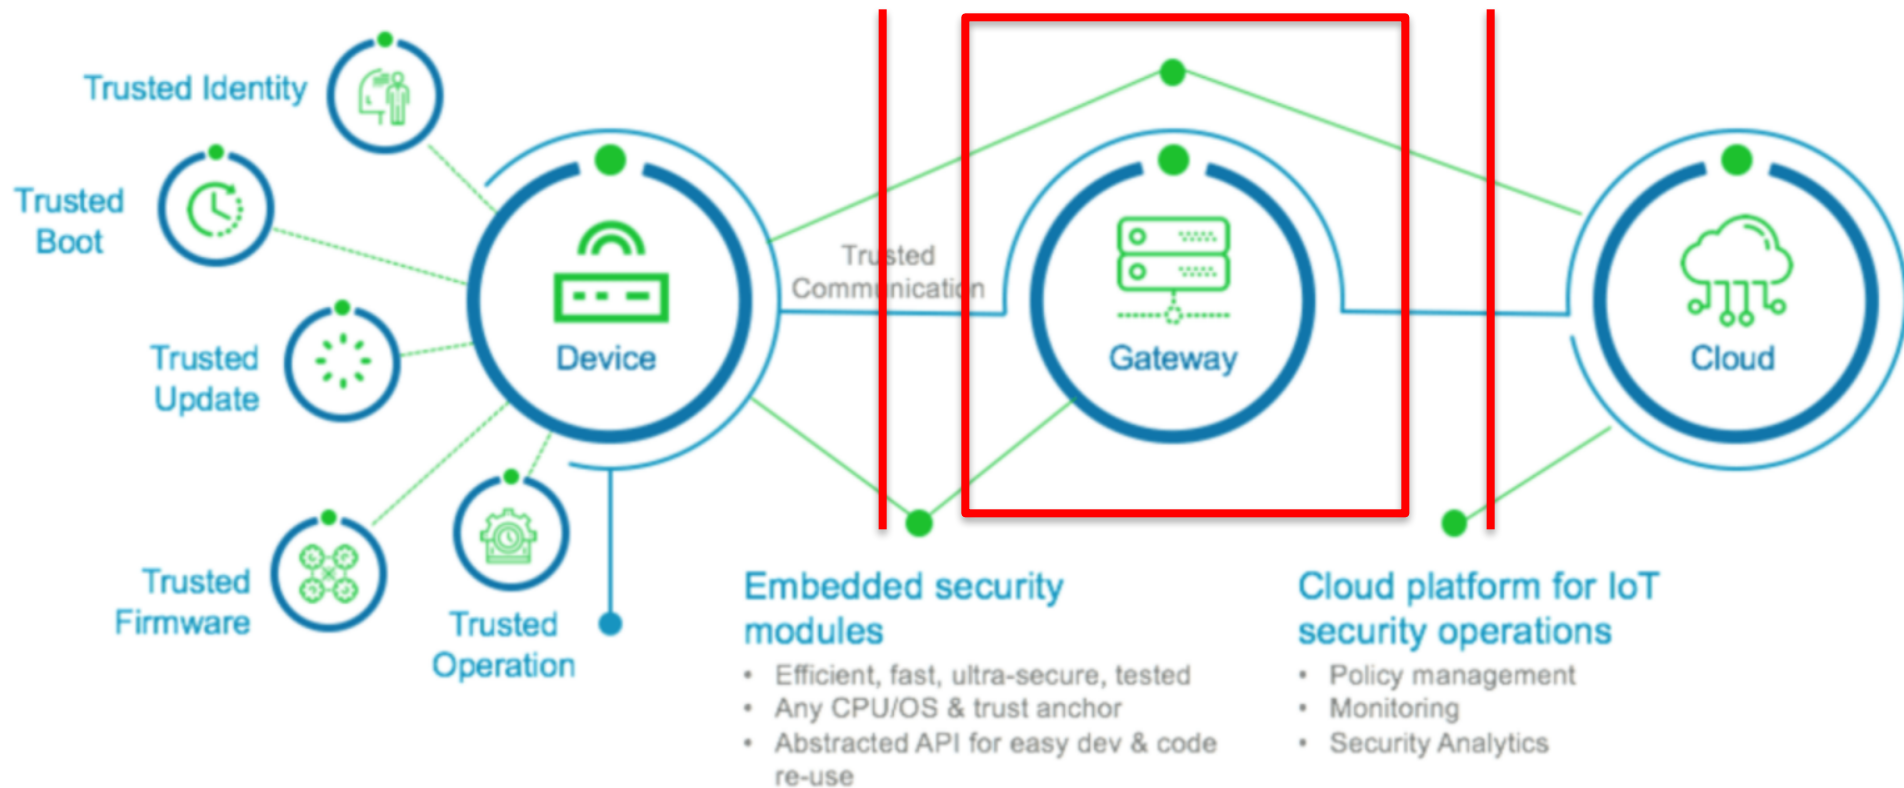 Trusted Identity
Trusted
Boot
Trusted
Update
Trusted
Firmware
Trusted
Operation
Device
Trusted
Communication
Gateway
Cloud
Embedded security
modules
• Efficient, fast, ultra-secure, tested
• Any CPU/OS & trust anchor
• Abstracted API for easy dev & code
re-use
Cloud platform for IoT
security operations
• Policy management
• Monitoring
• Security Analytics